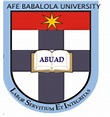 AFE BABALOLA UNIVERSITY
ABUAD
LABOR SERVITIUM ET INTEGRITAS